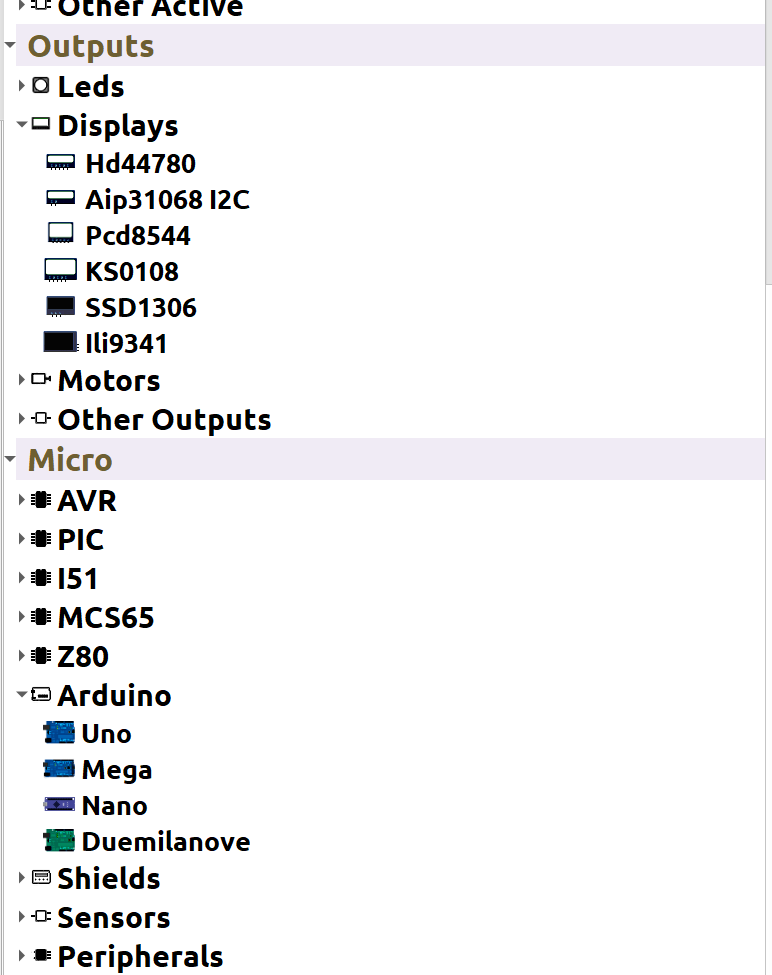 Other Active
Outputs
Leds
Displays
Hd44780
Aip31068 I2C
Pcd8544
KS0108
SSD1306
Ili9341
Motors
Other Outputs
Micro
AVR
PIC
I51
MCS65
Z80
Arduino
Uno
Mega
Nano
Duemilanove
Shields
Sensors
Peripherals